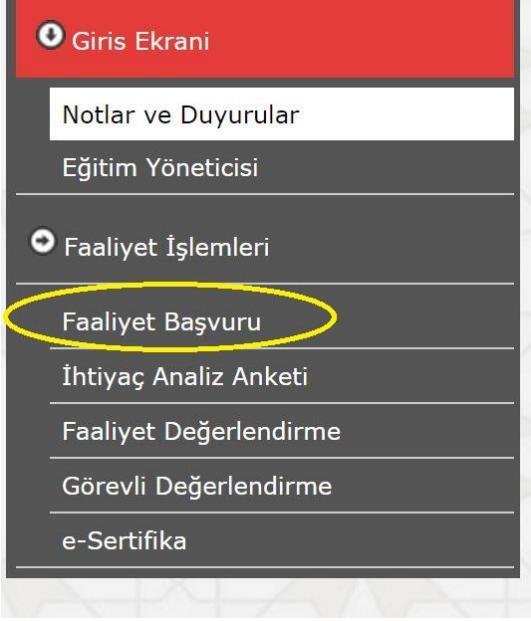 Giris Ekrani
Notlar ve Duyurular
Eğitim Yöneticisi
Faaliyet İşlemleri
Faaliyet Başvuru
İhtiyaç Analiz Anketi
Faaliyet Değerlendirme
Görevli Değerlendirme
e-Sertifika